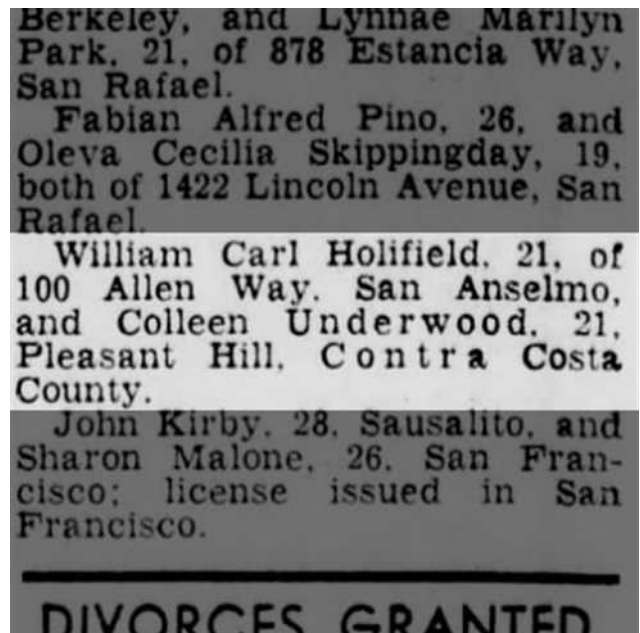 Berkeley, and Lynnae Marilyn
Park, 21, of 878 Estancia Way,
San Rafael.
Fabian Alfred Pino, 26, and
Oleva Cecilia Skippingday, 19,
both of 1422 Lincoln Avenue, San
Rafael.
William Carl Holifield, 21, of
100 Allen Way, San Anselmo,
and Colleen Underwood, 21,
Pleasant Hill, Contra Costa
County.
John Kirby, 28, Sausalito, and
Sharon Malone, 26, San Fran-
cisco; license issued in San
Francisco.
DIVORCES GRANTED